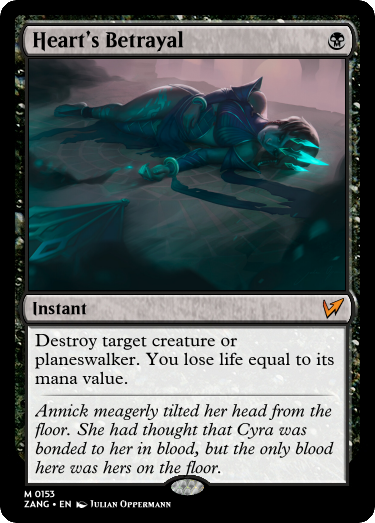 Heart's Betrayal
Instant
Destroy target creature or
planeswalker. You lose life equal to its
mana value.
Annick meagerly tilted her head from the
floor. She had thought that Cyra was
bonded to her in blood, but the only blood
here was hers on the floor.
M 0153
ZANG • EN Julian Oppermann